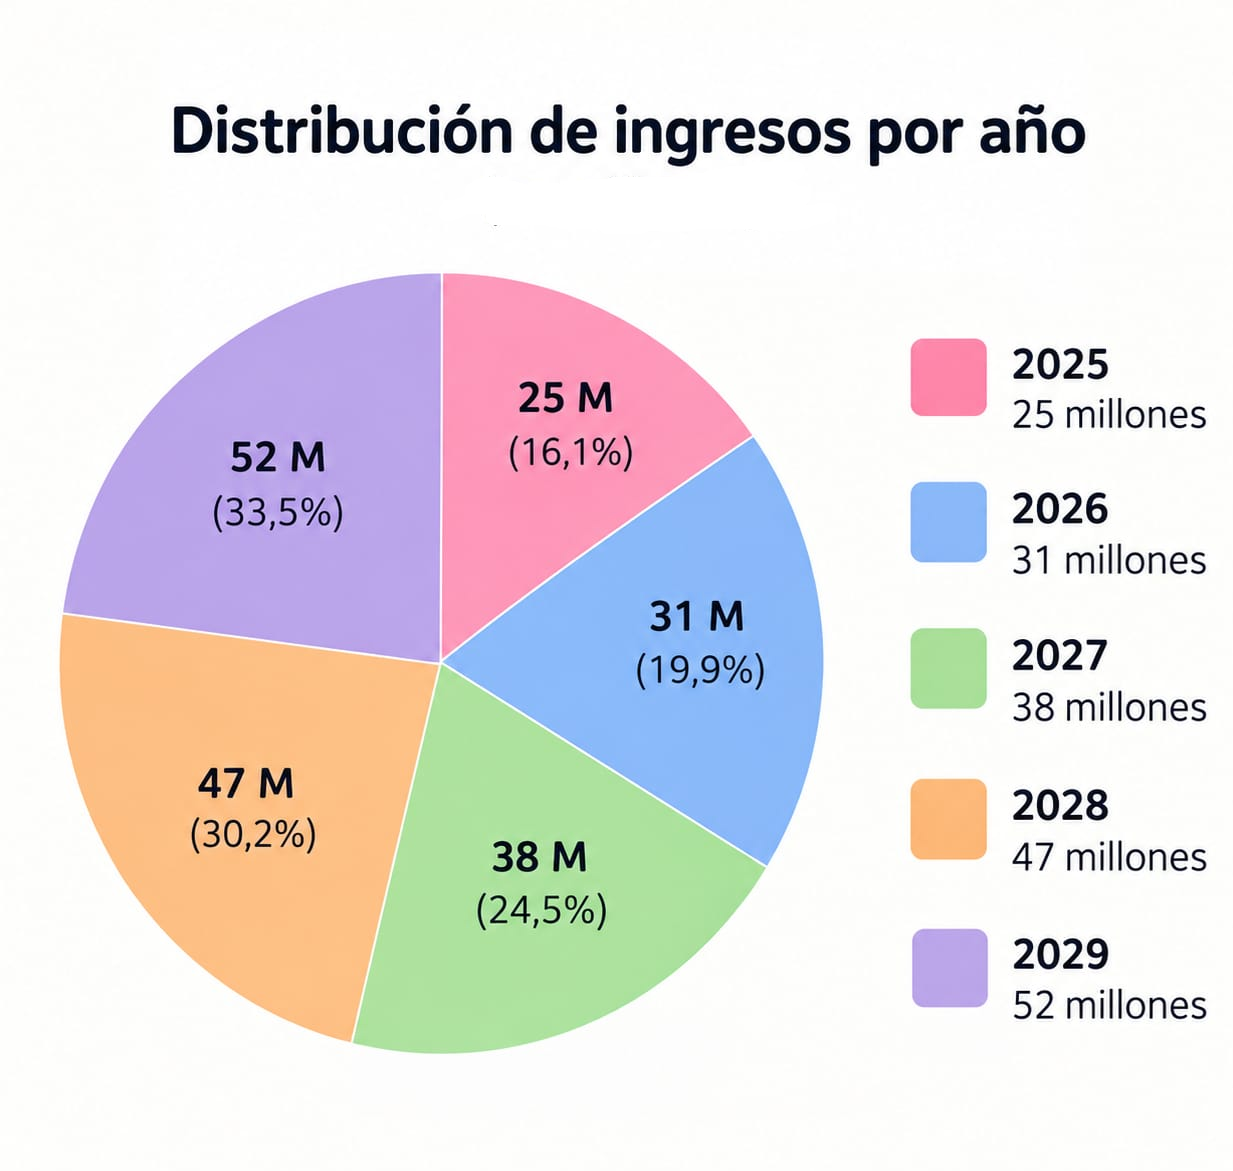 Distribución de ingresos por año
25 M
(16,1%)
52 M
(33,5%)
31 M
(19,9%)
47 M
(30,2%)
38 M
(24,5%)
2025
25 millones
2026
31 millones
2027
38 millones
2028
47 millones
2029
52 millones